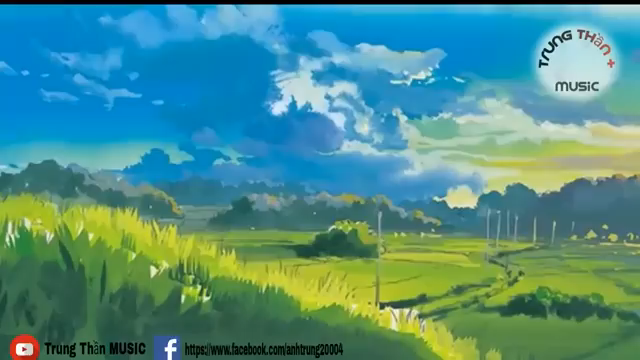 TRUNG THẦN +
MUSIC
Trung Thần MUSIC
https://www.facebook.com/anhtrung20004